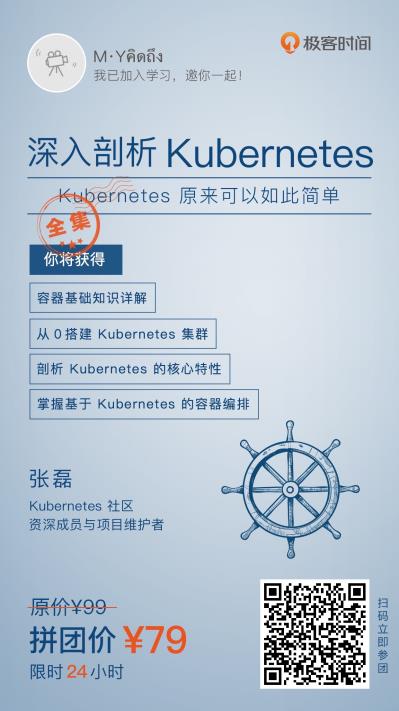 M·Yคิดถึง
我已加入学习，邀你一起！
极客时间
深入剖析 Kubernetes
Kubernetes 原来可以如此简单
全集
你将获得
容器基础知识详解
从0搭建 Kubernetes 集群
剖析 Kubernetes 的核心特性
掌握基于 Kubernetes 的容器编排
张磊
Kubernetes 社区
资深成员与项目维护者
原价¥99
拼团价 ¥79
限时 24 小时
扫码立即参团